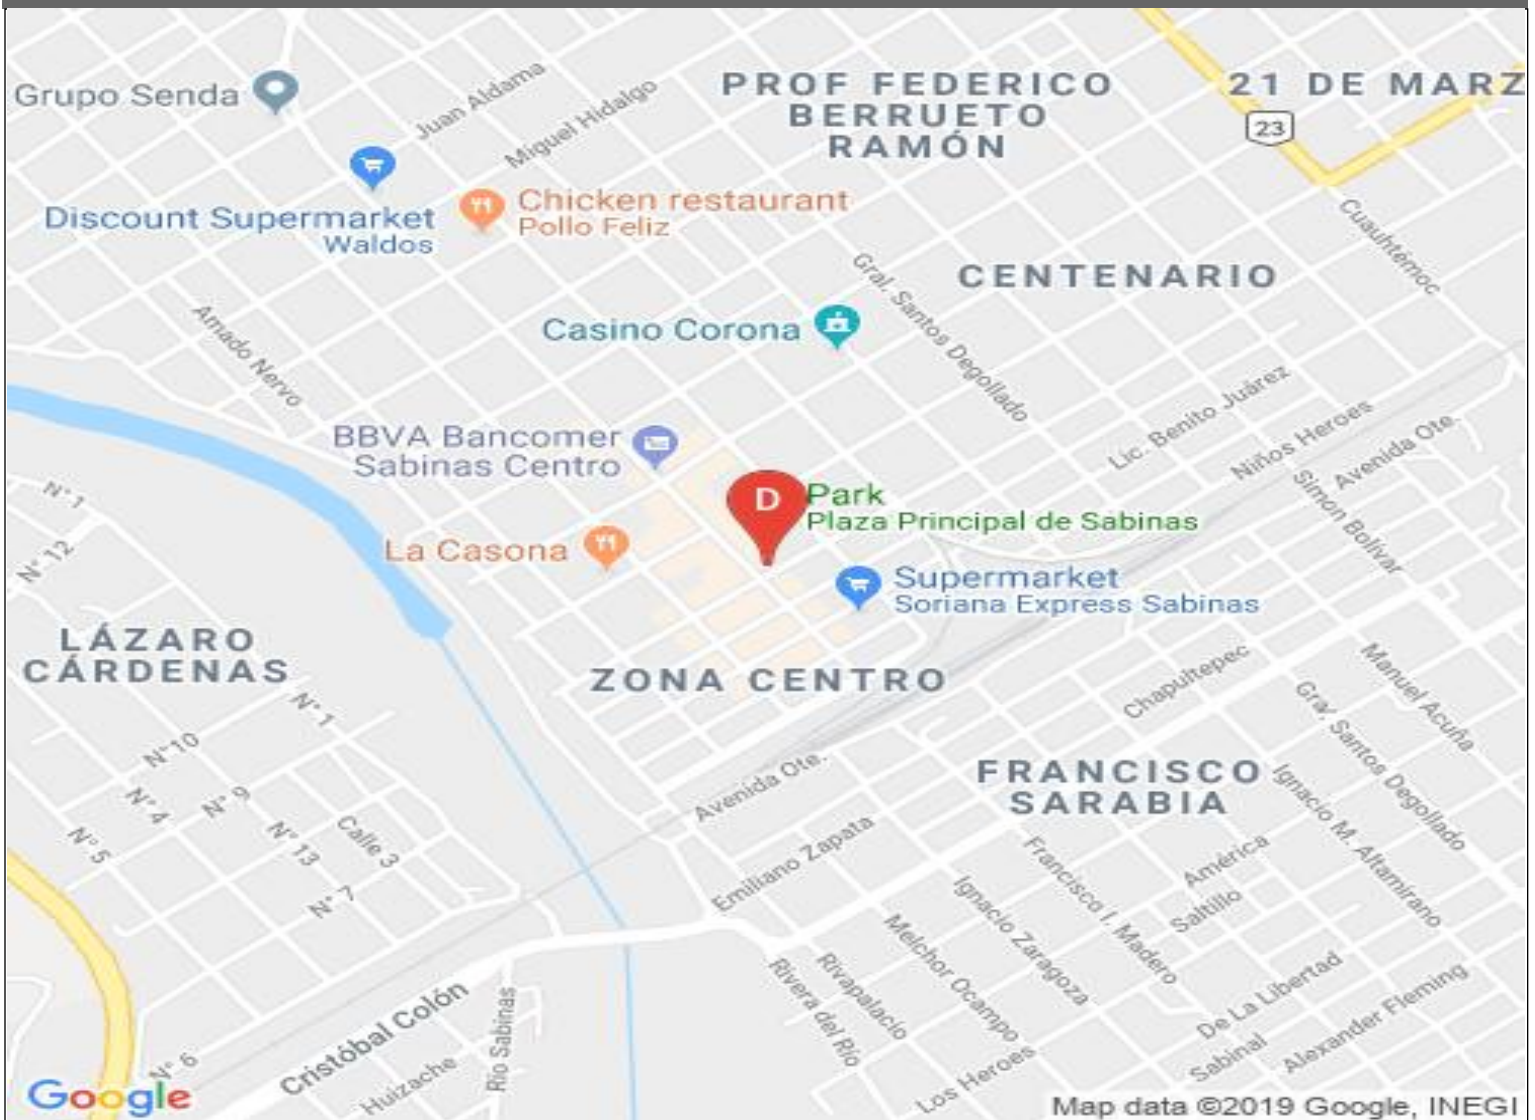 PROF FEDERICO
BERRUETO
RAMÓN
21 DE MARZ
23
Grupo Senda
Juan Aldama
Miguel Hidalgo
Discount Supermarket
Waldos
Chicken restaurant
Pollo Feliz
Cuauhtémoc
CENTENARIO
Gral. Santos Degollado
Casino Corona
Amado Nervo
Lic. Benito Juárez
Niños Heroes
Avenida Ote.
Simon Bolívar
BBVA Bancomer
Sabinas Centro
D
Park
Plaza Principal de Sabinas
La Casona
Supermarket
Soriana Express Sabinas
N° 1
N° 12
LÁZARO
CÁRDENAS
ZONA CENTRO
Chapultepec
Manuel Acuña
Gral. Santos Degollado
N° 1
N° 10
N° 4
N° 9
N° 5
N° 13
Calle 3
N° 7
Avenida Ote.
FRANCISCO
SARABIA
Ignacio M. Altamirano
Emiliano Zapata
Francisco I. Madero
América
Saltillo
Ignacio Zaragoza
Melchor Ocampo
Rivapalacio
Rivera del Río
De La Libertad
Alexander Fleming
Sabinal
Los Heroes
Cristóbal Colón
Río Sabinas
Huizache
N° 6
Google
Map data ©2019 Google, INEGI